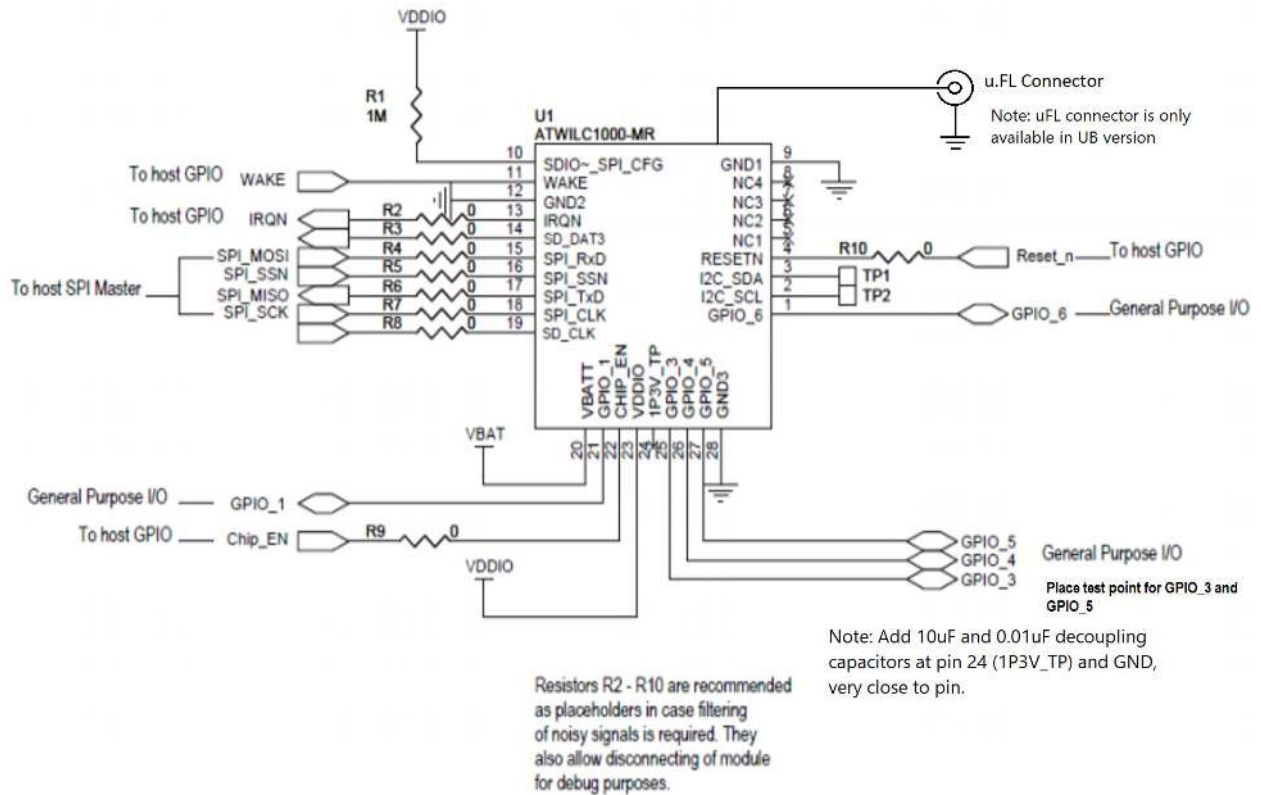 VDDIO
R1
1M
u.FL Connector
Note: uFL connector is only
available in UB version
U1
ATWILC1000-MR
10 SDIO~_SPI_CFG
11 WAKE
12 GND2
13 IRQN
14 SD_DAT3
15 SPI_RxD
16 SPI_SSN
17 SPI_TxD
18 SPI_CLK
19 SD_CLK
GND1 9
NC4 8
NC3
NC2
NC1
RESETN 4
I2C_SDA 3
I2C_SCL 2
GPIO_6 1
To host GPIO WAKE
To host GPIO IRQN
R2 0
R3 0
SPI_MOSI R4 0
SPI_SSN R5 0
To host SPI Master
SPI_MISO R6 0
SPI_SCK R7 0
R8 0
R10 0 Reset_n To host GPIO
TP1
TP2
GPIO_6 General Purpose I/O
VBATT
GPIO_1
CHIP_EN
VDDIO
1P3V_TP
GPIO_3
GPIO_4
GPIO_5
GND3
20
21
22
23
24
25
26
27
28
VBAT
General Purpose I/O GPIO_1
To host GPIO Chip_EN R9 0
VDDIO
GPIO_5
GPIO_4 General Purpose I/O
GPIO_3
Place test point for GPIO_3 and
GPIO_5
Note: Add 10uF and 0.01uF decoupling
capacitors at pin 24 (1P3V_TP) and GND,
very close to pin.
Resistors R2 - R10 are recommended
as placeholders in case filtering
of noisy signals is required. They
also allow disconnecting of module
for debug purposes.